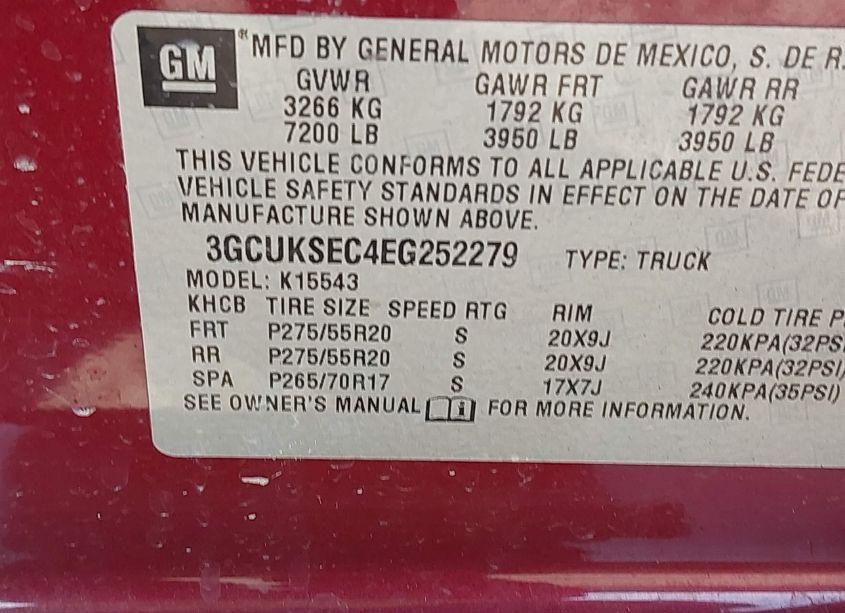 GM
® MFD BY GENERAL MOTORS DE MEXICO, S. DE R.
GVWR GAWR FRT GAWR RR
3266 KG 1792 KG 1792 KG
7200 LB 3950 LB 3950 LB
THIS VEHICLE CONFORMS TO ALL APPLICABLE U.S. FEDE
VEHICLE SAFETY STANDARDS IN EFFECT ON THE DATE OF
MANUFACTURE SHOWN ABOVE.
3GCUKSEC4EG252279 TYPE: TRUCK
MODEL: K15543
KHCB TIRE SIZE SPEED RTG RIM COLD TIRE P
FRT P275/55R20 S 20X9J 220KPA(32PSI
RR P275/55R20 S 20X9J 220KPA(32PSI)
SPA P265/70R17 S 17X7J 240KPA(35PSI)
SEE OWNER'S MANUAL FOR MORE INFORMATION.